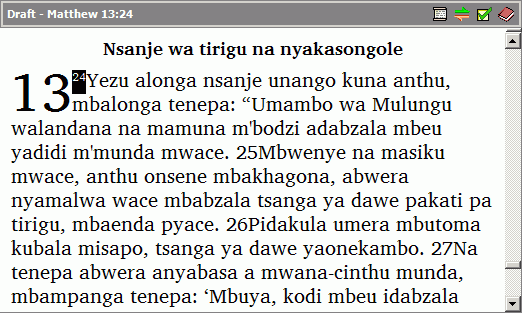 Draft - Matthew 13:24
Nsanje wa tirigu na nyakasongole
13 24Yezu alonga nsanje unango kuna anthu,
mbalonga tenepa: “Umambo wa Mulungu
walandana na mamuna m'bodzi adabzala mbeu
yadidi m'munda mwace. 25Mbwenye na masiku
mwace, anthu onsene mbakhagona, abwera
nyamalwa wace mbabzala tsanga ya dawe pakati pa
tirigu, mbaenda pyace. 26Pidakula umera mbutoma
kubala misapo, tsanga ya dawe yaonekambo. 27Na
tenepa abwera anyabasa a mwana-cinthu munda,
mbampanga tenepa: ‘Mbuya, kodi mbeu idabzala